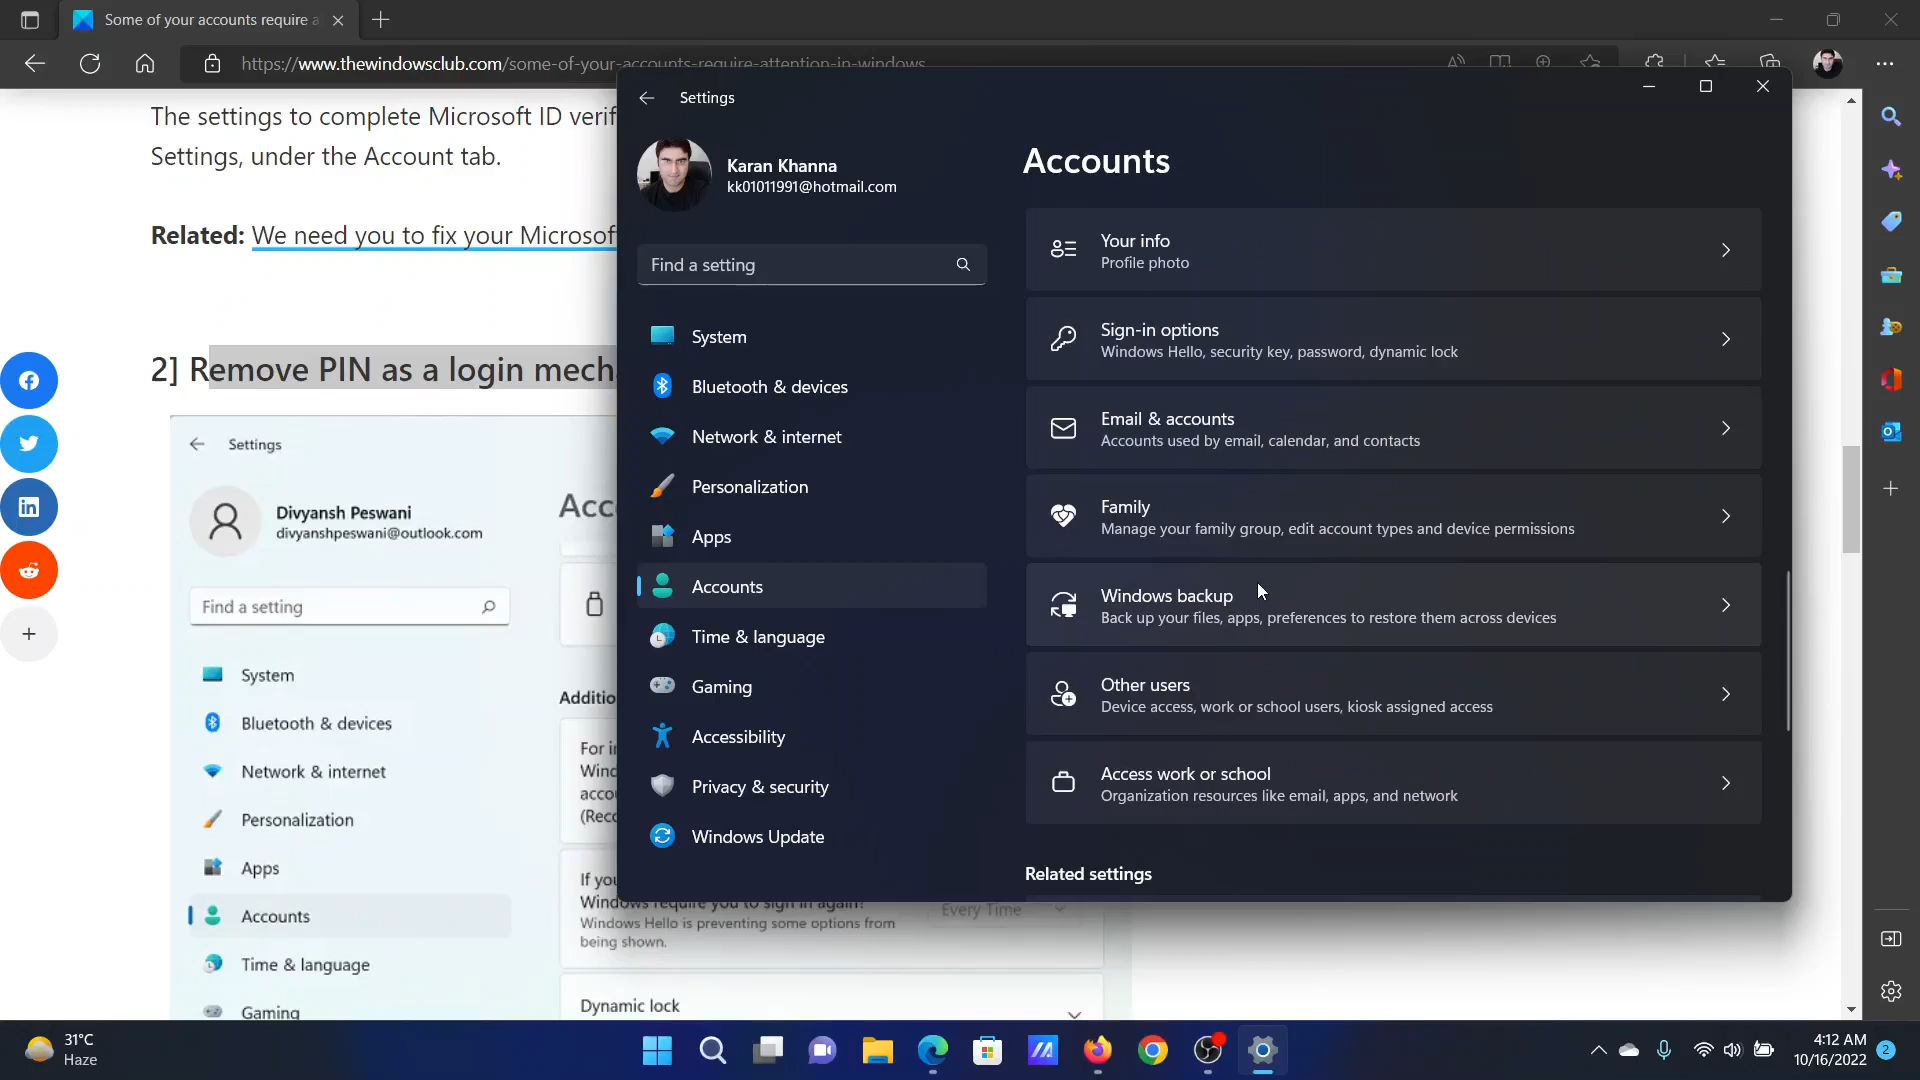 Some of your accounts require a
https://www.thewindowsclub.com/some-of-your-accounts-require-attention-in-windows
The settings to complete Microsoft ID verif
Settings, under the Account tab.
Related: We need you to fix your Microsof
2] Remove PIN as a login mecha
Settings
Divyansh Peswani
divyanshpeswani@outlook.com
Find a setting
System
Bluetooth & devices
Network & internet
Personalization
Apps
Accounts
Time & language
Gaming
Acc
Additio
For i
Wind
acco
(Rec
If you
Windows require you to sign in again?
Windows Hello is preventing some options from
being shown.
Every Time
Dynamic lock
Settings
Karan Khanna
kk01011991@hotmail.com
Find a setting
System
Bluetooth & devices
Network & internet
Personalization
Apps
Accounts
Time & language
Gaming
Accessibility
Privacy & security
Windows Update
Accounts
Your info
Profile photo
Sign-in options
Windows Hello, security key, password, dynamic lock
Email & accounts
Accounts used by email, calendar, and contacts
Family
Manage your family group, edit account types and device permissions
Windows backup
Back up your files, apps, preferences to restore them across devices
Other users
Device access, work or school users, kiosk assigned access
Access work or school
Organization resources like email, apps, and network
Related settings
31°C
Haze
4:12 AM
10/16/2022
2